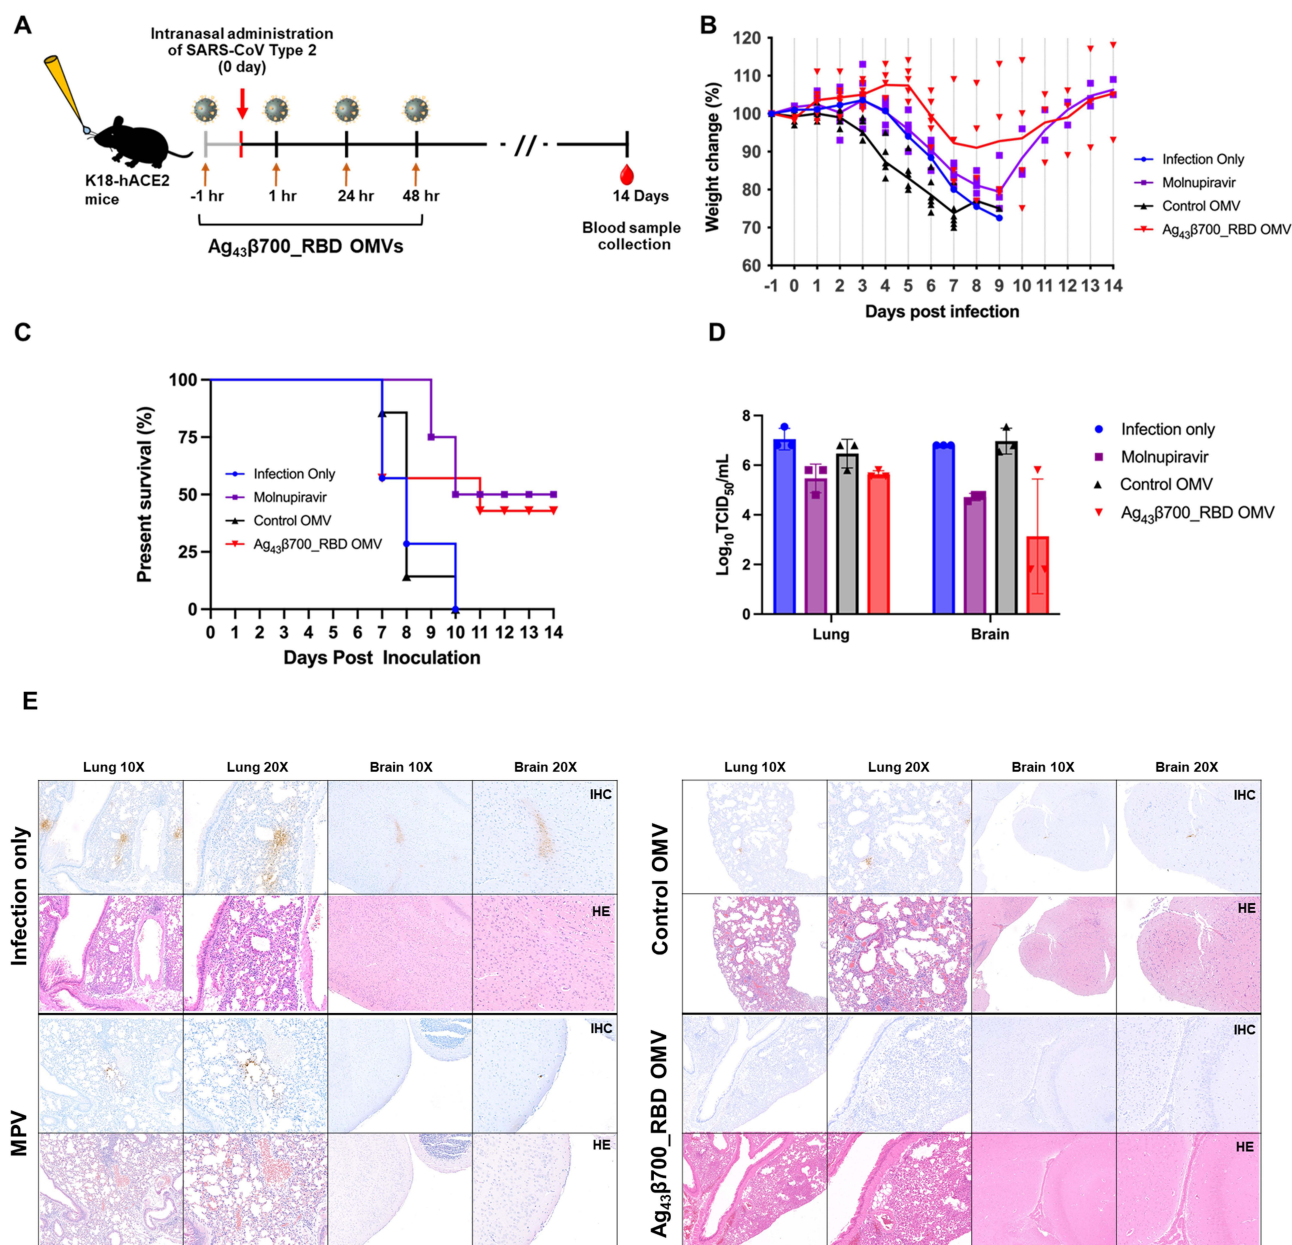 A
Intranasal administration
of SARS-CoV Type 2
(0 day)
K18-hACE2
mice
-1 hr
1 hr
24 hr
48 hr
14 Days
Ag43β700_RBD OMVs
Blood sample
collection
B
Weight change (%)
120
110
100
90
80
70
60
-1 0 1 2 3 4 5 6 7 8 9 10 11 12 13 14
Days post infection
Infection Only
Molnupiravir
Control OMV
Ag43β700_RBD OMV
C
Present survival (%)
100
75
50
25
0
0 1 2 3 4 5 6 7 8 9 10 11 12 13 14
Days Post Inoculation
Infection Only
Molnupiravir
Control OMV
Ag43β700_RBD OMV
D
Log10TCID50/mL
8
6
4
2
0
Lung
Brain
Infection only
Molnupiravir
Control OMV
Ag43β700_RBD OMV
E
Lung 10X
Lung 20X
Brain 10X
Brain 20X
Infection only
IHC
HE
MPV
IHC
HE
Lung 10X
Lung 20X
Brain 10X
Brain 20X
Control OMV
IHC
HE
Ag43β700_RBD OMV
IHC
HE